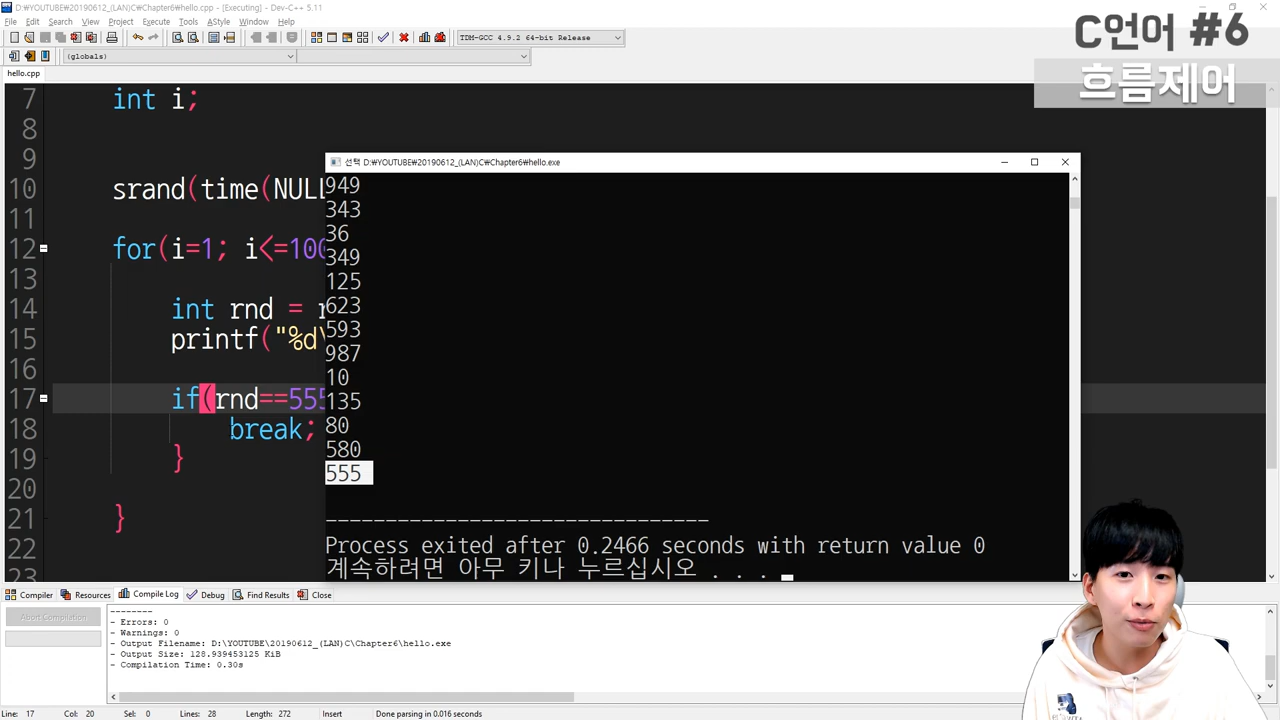 D:￦YOUTUBE￦20190612_(LAN)C￦Chapter6￦hello.cpp - [Executing] - Dev-C++ 5.11
File Edit Search View Project Execute Tools AStyle Window Help
TDM-GCC 4.9.2 64-bit Release
(globals)
hello.cpp
C언어 #6
흐름제어
7 int i;
8
9
10 srand(time(NULL
11
12 for(i=1; i<=100
13
14 int rnd = r
15 printf("%d\
16
17 if(rnd==555
18 break;
19 }
20
21 }
22
23
선택 D:￦YOUTUBE￦20190612_(LAN)C￦Chapter6￦hello.exe
949
343
36
349
125
623
593
987
10
135
80
580
555
--------------------------------
Process exited after 0.2466 seconds with return value 0
계속하려면 아무 키나 누르십시오 . . .
Compiler Resources Compile Log Debug Find Results Close
Abort Compilation
--------
- Errors: 0
- Warnings: 0
- Output Filename: D:\YOUTUBE\20190612_(LAN)C\Chapter6\hello.exe
- Output Size: 128.939453125 KiB
- Compilation Time: 0.30s
Line: 17 Col: 20 Sel: 0 Lines: 28 Length: 272 Insert Done parsing in 0.016 seconds